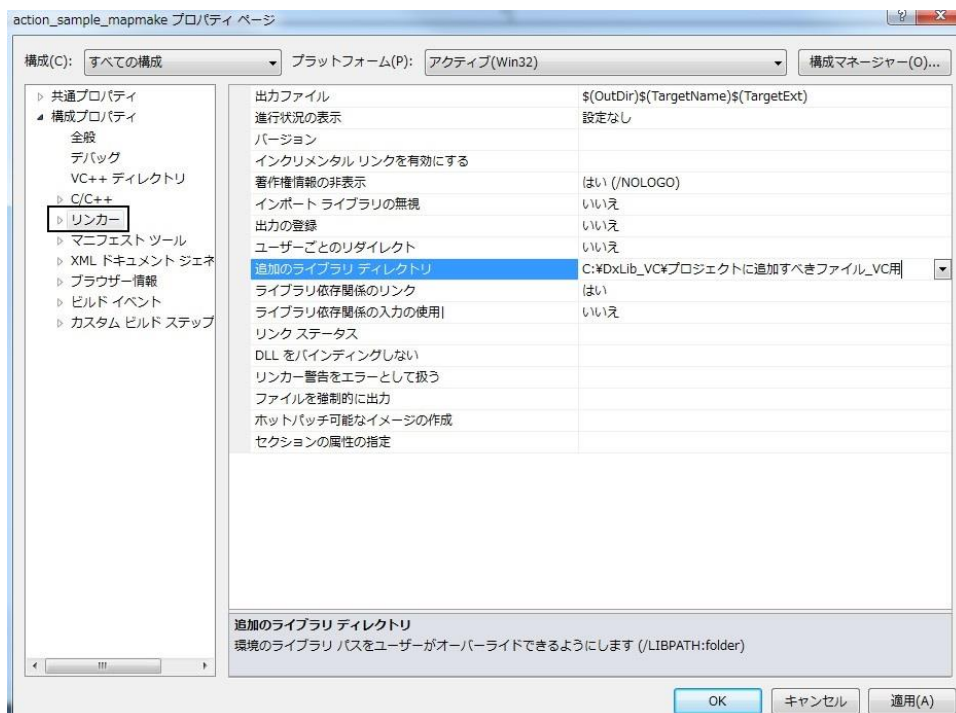 action_sample_mapmake プロパティ ページ
構成(C): すべての構成 プラットフォーム(P): アクティブ(Win32) 構成マネージャー(O)...
共通プロパティ
構成プロパティ
全般
デバッグ
VC++ ディレクトリ
C/C++
リンカー
マニフェスト ツール
XML ドキュメント ジェネ
ブラウザー情報
ビルド イベント
カスタム ビルド ステップ
出力ファイル $(OutDir)$(TargetName)$(TargetExt)
進行状況の表示 設定なし
バージョン
インクリメンタル リンクを有効にする
著作権情報の非表示 はい (/NOLOGO)
インポート ライブラリの無視 いいえ
出力の登録 いいえ
ユーザーごとのリダイレクト いいえ
追加のライブラリ ディレクトリ C:¥DxLib_VC¥プロジェクトに追加すべきファイル_VC用
ライブラリ依存関係のリンク はい
ライブラリ依存関係の入力の使用| いいえ
リンク ステータス
DLL をバインディングしない
リンカー警告をエラーとして扱う
ファイルを強制的に出力
ホットパッチ可能なイメージの作成
セクションの属性の指定
追加のライブラリ ディレクトリ
環境のライブラリ パスをユーザーがオーバーライドできるようにします (/LIBPATH:folder)
OK キャンセル 適用(A)